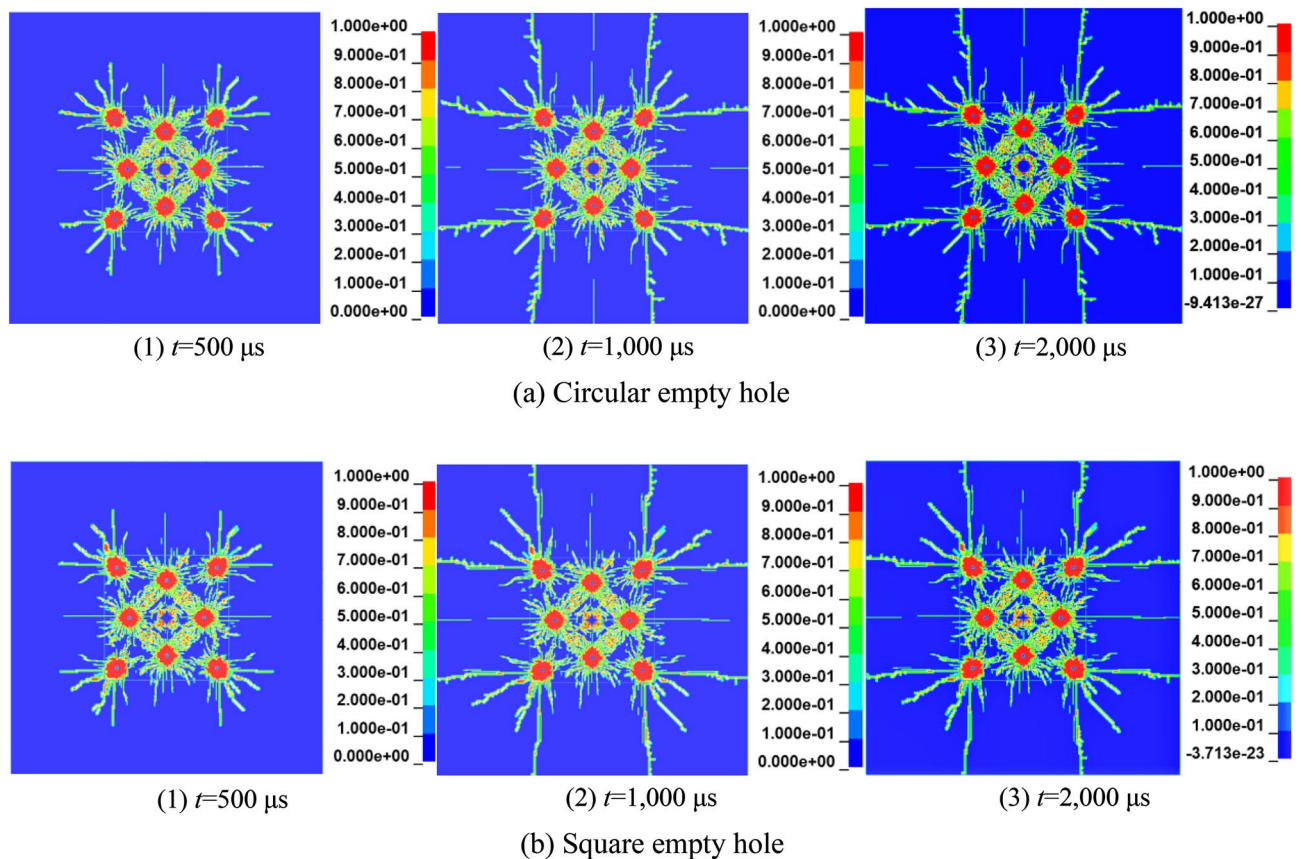 1.000e+00
9.000e-01
8.000e-01
7.000e-01
6.000e-01
5.000e-01
4.000e-01
3.000e-01
2.000e-01
1.000e-01
0.000e+00
1.000e+00
9.000e-01
8.000e-01
7.000e-01
6.000e-01
5.000e-01
4.000e-01
3.000e-01
2.000e-01
1.000e-01
0.000e+00
1.000e+00
9.000e-01
8.000e-01
7.000e-01
6.000e-01
5.000e-01
4.000e-01
3.000e-01
2.000e-01
1.000e-01
-9.413e-27
(1) t=500 μs
(2) t=1,000 μs
(3) t=2,000 μs
(a) Circular empty hole
1.000e+00
9.000e-01
8.000e-01
7.000e-01
6.000e-01
5.000e-01
4.000e-01
3.000e-01
2.000e-01
1.000e-01
0.000e+00
1.000e+00
9.000e-01
8.000e-01
7.000e-01
6.000e-01
5.000e-01
4.000e-01
3.000e-01
2.000e-01
1.000e-01
0.000e+00
1.000e+00
9.000e-01
8.000e-01
7.000e-01
6.000e-01
5.000e-01
4.000e-01
3.000e-01
2.000e-01
1.000e-01
-3.713e-23
(1) t=500 μs
(2) t=1,000 μs
(3) t=2,000 μs
(b) Square empty hole